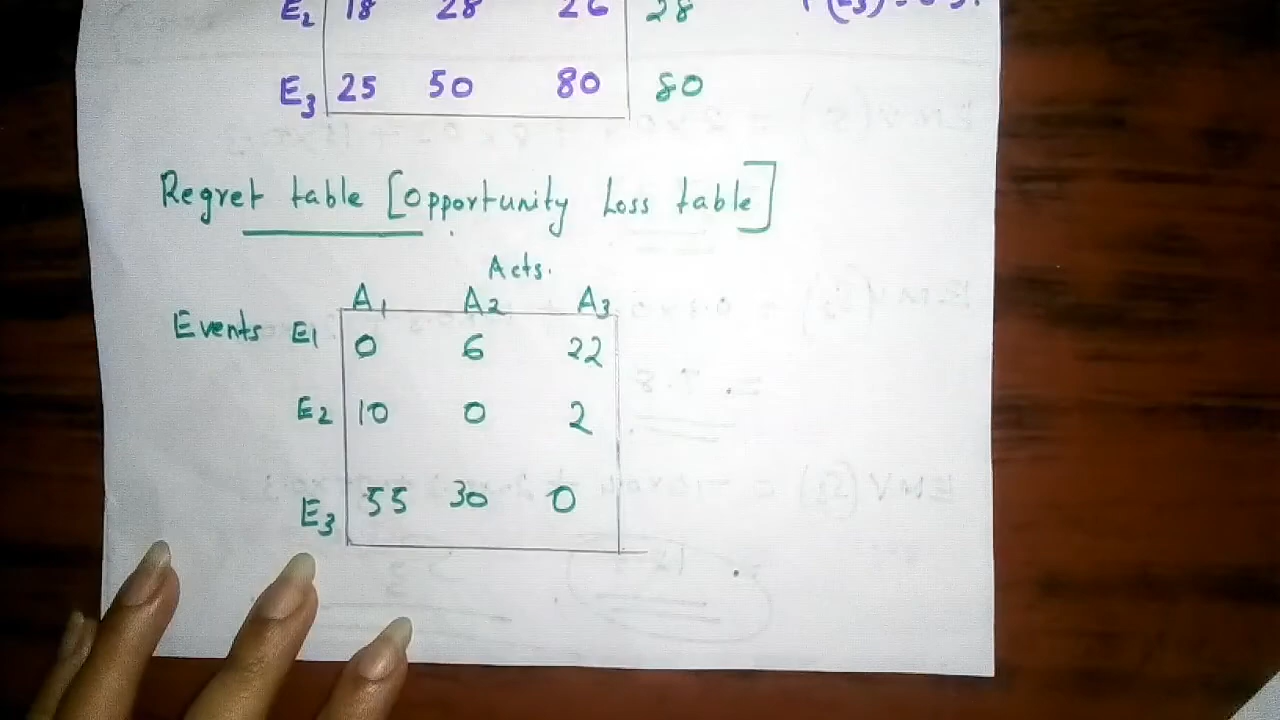 E2 18 28 26 28
E3 25 50 80 80
Regret table [Opportunity Loss table]
Acts.
A1 A2 A3
Events E1 0 6 22
E2 10 0 2
E3 55 30 0